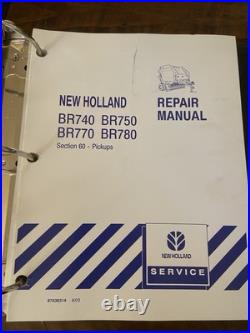 NEW HOLLAND
BR740 BR750
BR770 BR780
Section 60 - Pickups
REPAIR
MANUAL
NEW HOLLAND
SERVICE